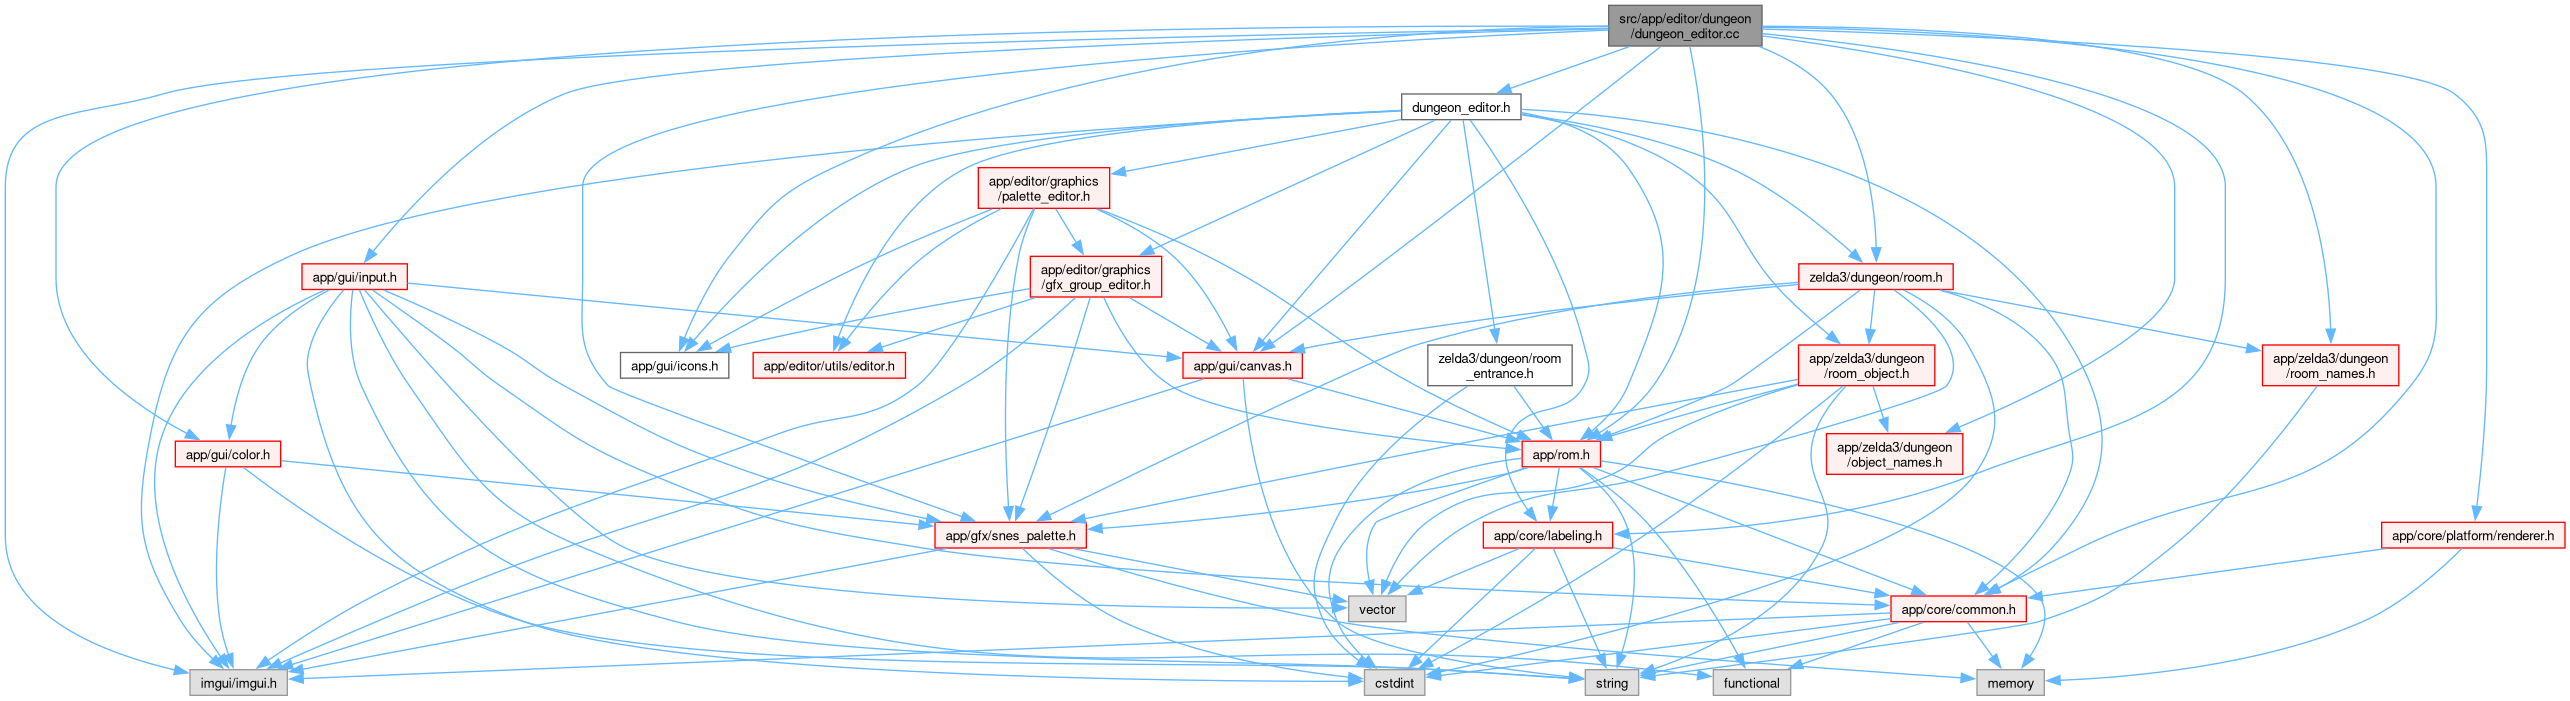 src/app/editor/dungeon
/dungeon_editor.cc
dungeon_editor.h
app/editor/graphics
/palette_editor.h
app/gui/input.h
app/editor/graphics
/gfx_group_editor.h
zelda3/dungeon/room.h
app/gui/icons.h
app/editor/utils/editor.h
app/gui/canvas.h
zelda3/dungeon/room
_entrance.h
app/zelda3/dungeon
/room_object.h
app/zelda3/dungeon
/room_names.h
app/gui/color.h
app/rom.h
app/zelda3/dungeon
/object_names.h
app/gfx/snes_palette.h
app/core/labeling.h
app/core/platform/renderer.h
vector
app/core/common.h
imgui/imgui.h
cstdint
string
functional
memory